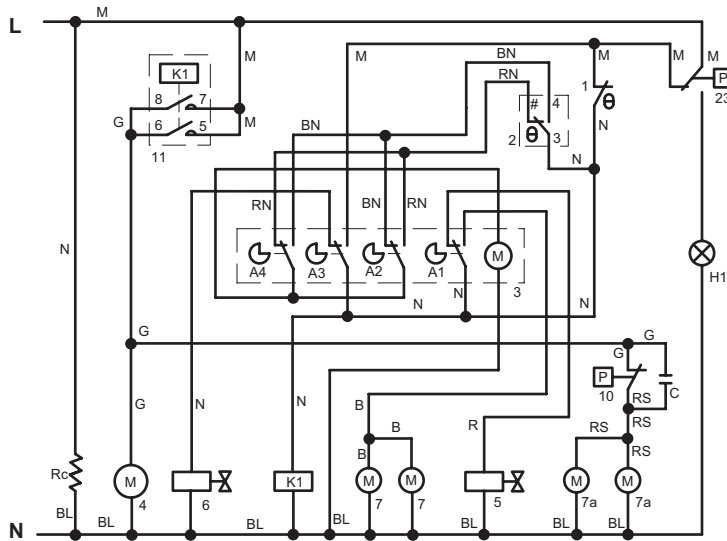 L M
M M M M
K1 BN 1 P
8 7 RN # 4 θ 23
G 6 5 M BN 2 θ 3 N
11 N
RN BN RN
N A4 A3 A2 A1 M H1
3
N N N
G G G
P
10 C
G N N B R RS RS
B RS RS
B
Rc M K1 M M M M
4 6 7 7 5 7a 7a
N BL BL BL BL BL BL BL